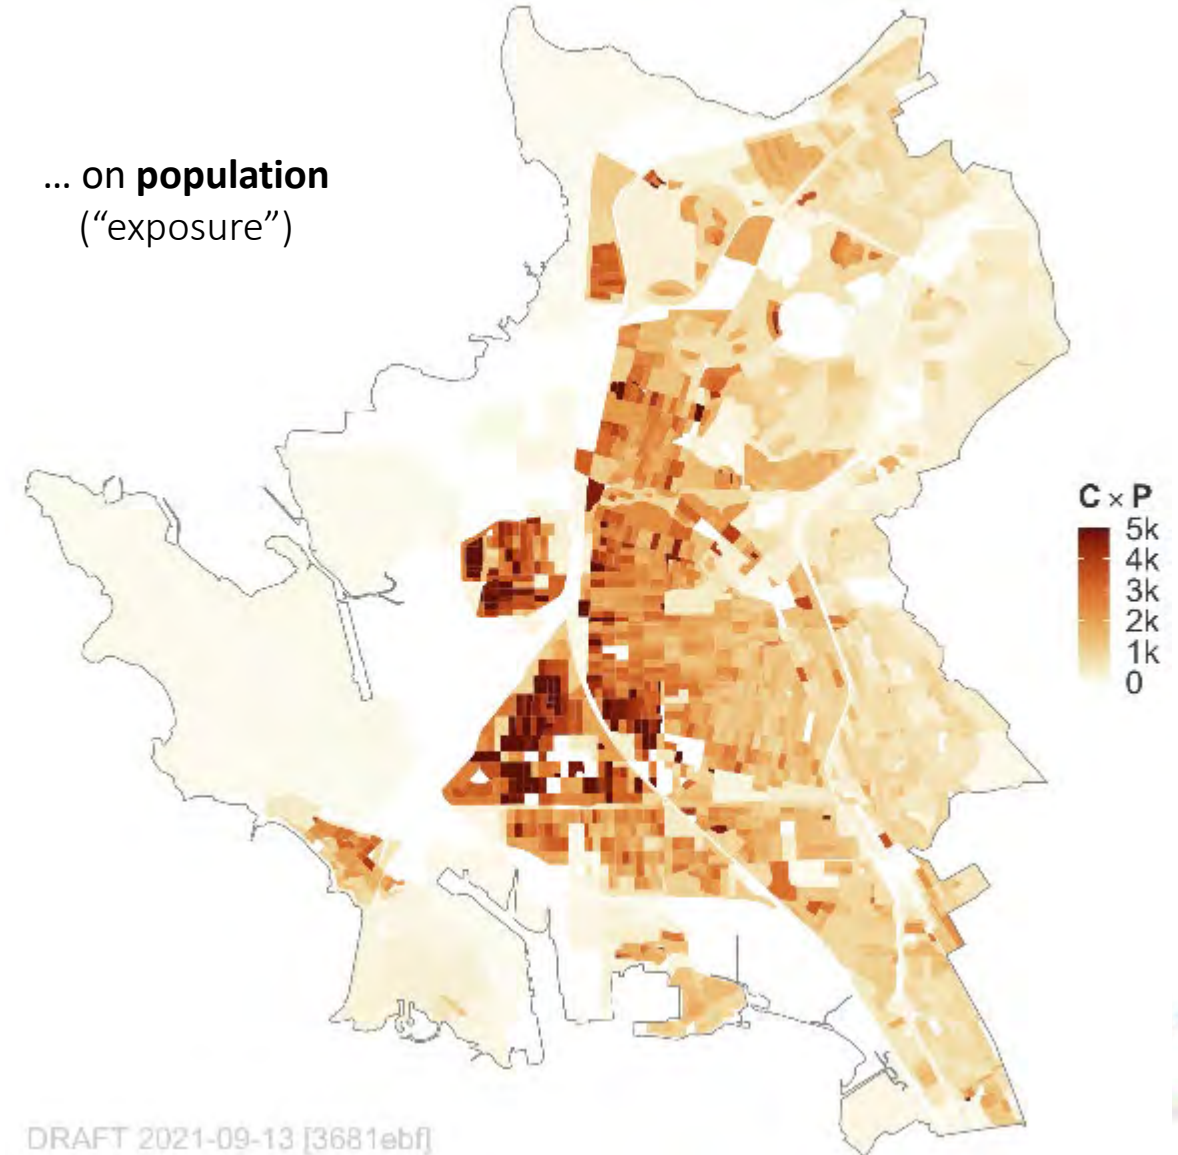 ... on population
(“exposure”)
C × P
5k
4k
3k
2k
1k
0
DRAFT 2021-09-13 [3681ebf]